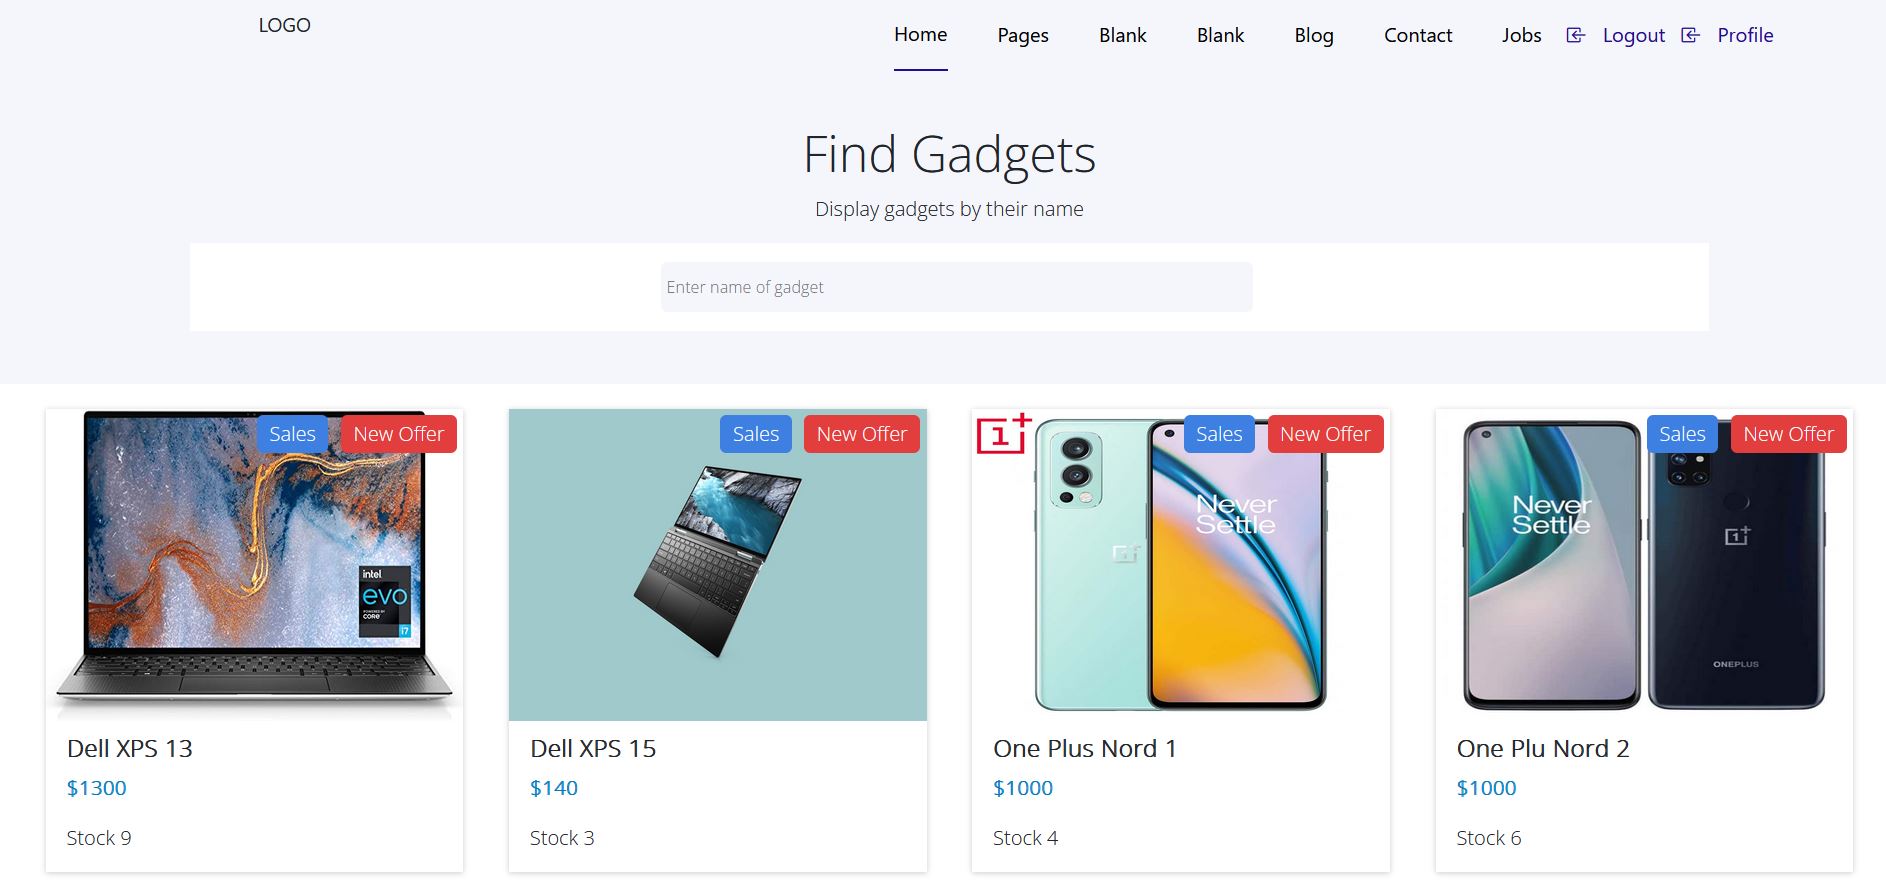 LOGO
Home Pages Blank Blank Blog Contact Jobs Logout Profile
Find Gadgets
Display gadgets by their name
Enter name of gadget
Sales New Offer
intel
evo
POWERED BY
CORE
i7
Dell XPS 13
$1300
Stock 9
Sales New Offer
Dell XPS 15
$140
Stock 3
Sales New Offer
1+
Never
Settle
One Plus Nord 1
$1000
Stock 4
Sales New Offer
Never
Settle
1+
ONEPLUS
One Plu Nord 2
$1000
Stock 6